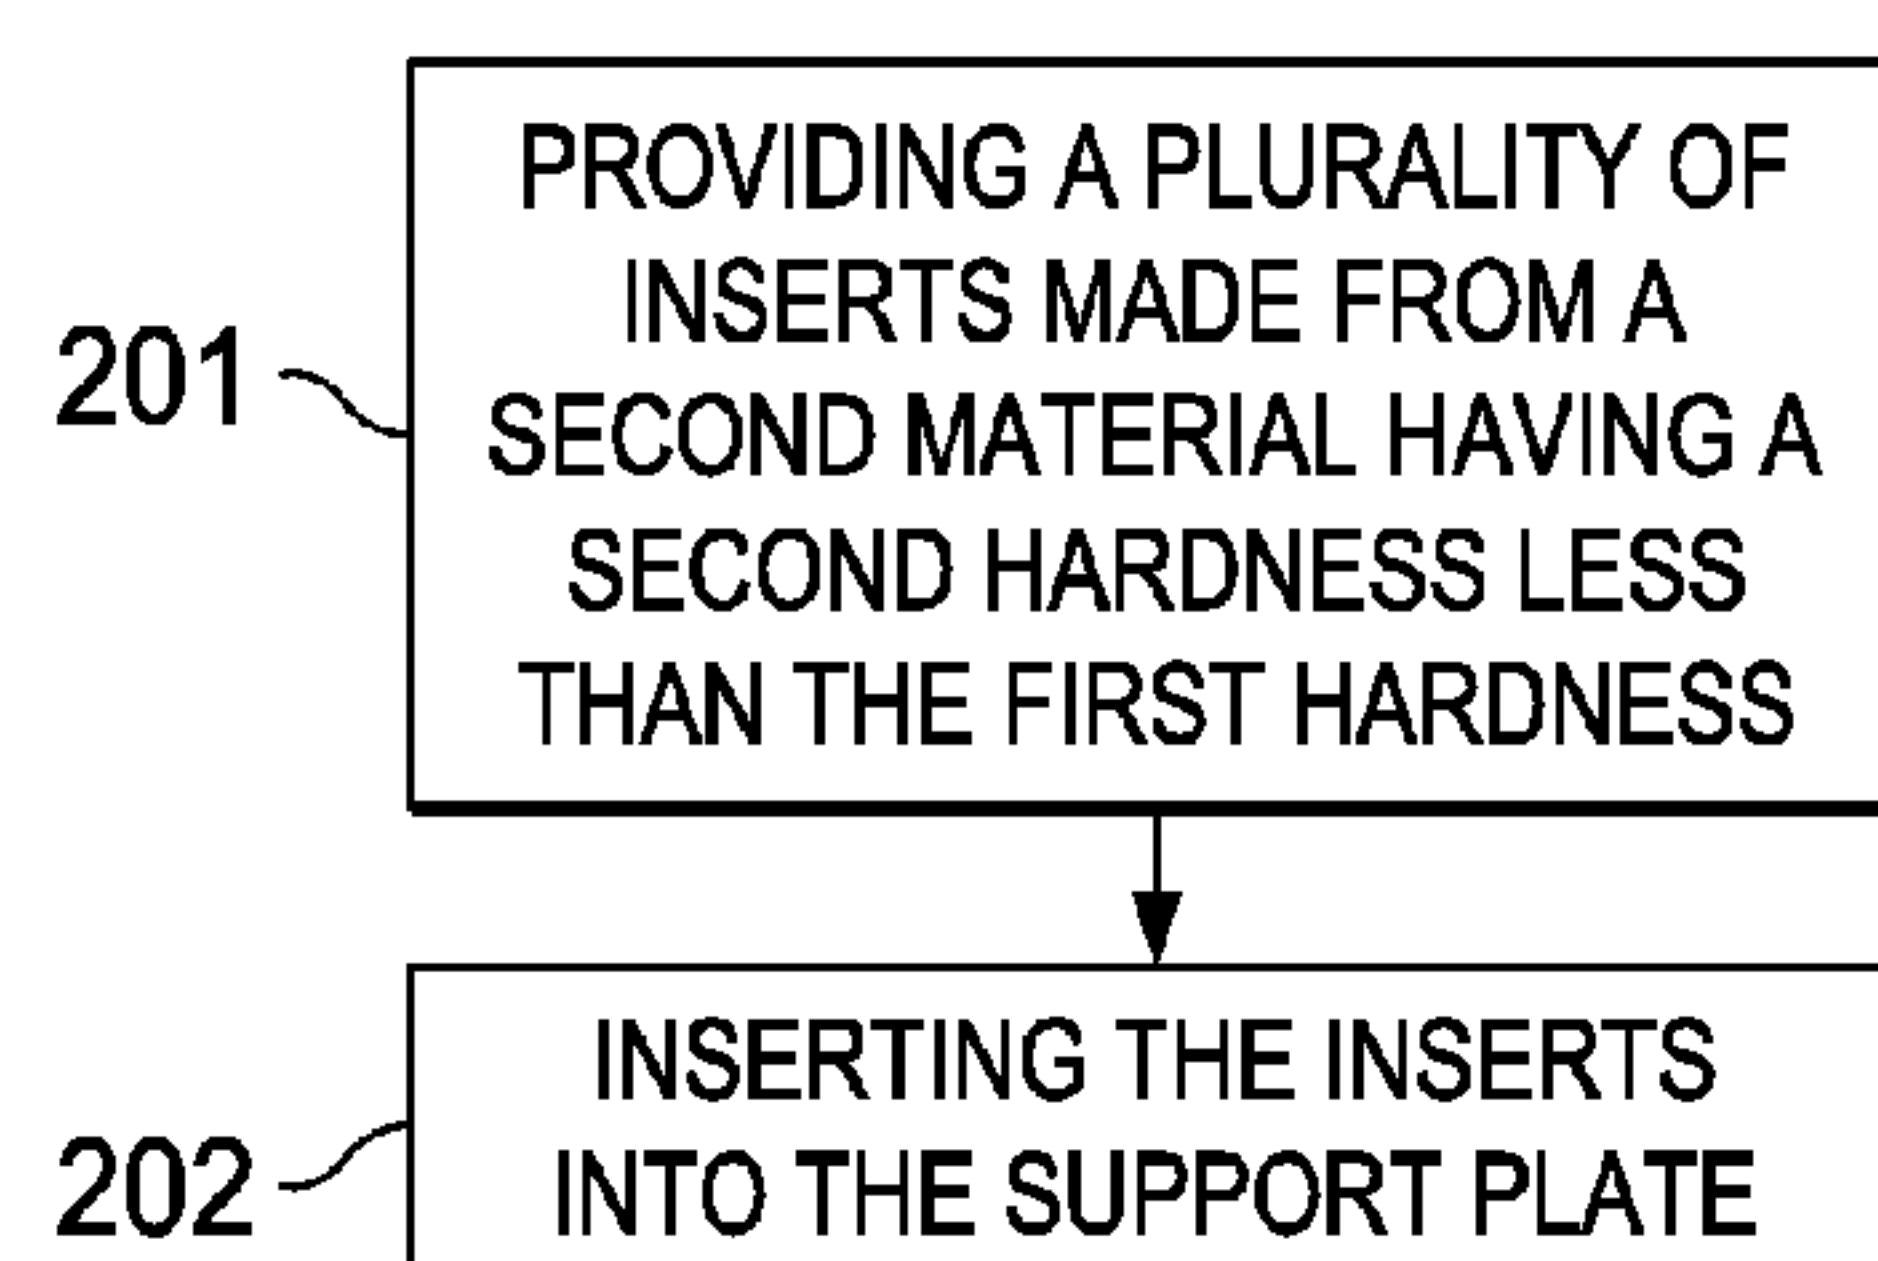 PROVIDING A PLURALITY OF
INSERTS MADE FROM A
201
SECOND MATERIAL HAVING A
SECOND HARDNESS LESS
THAN THE FIRST HARDNESS
INSERTING THE INSERTS
202
INTO THE SUPPORT PLATE